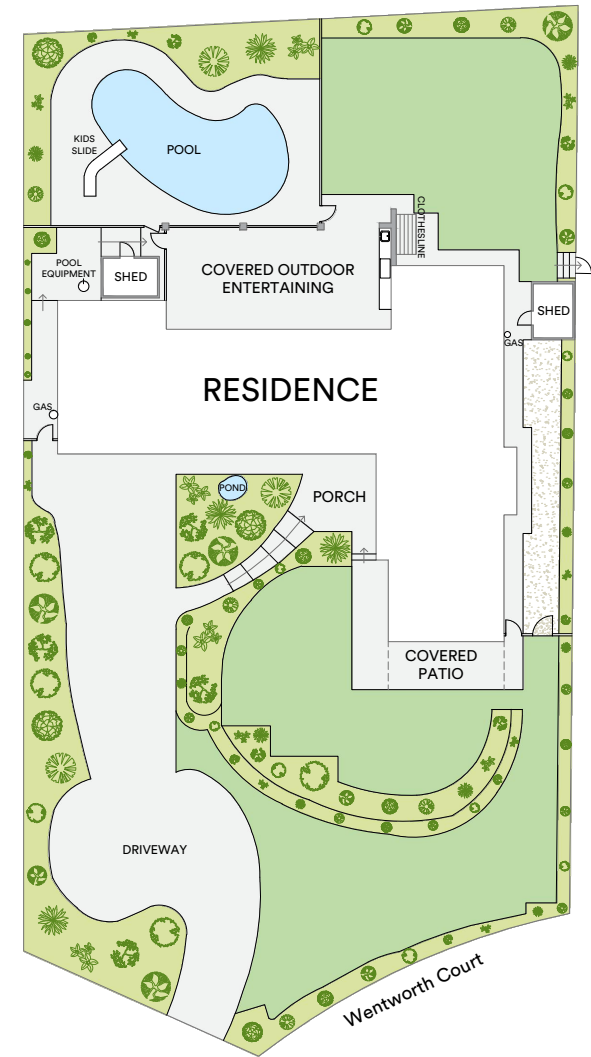 KIDS
SLIDE
POOL
CLOTHESLINE
POOL
EQUIPMENT
SHED
COVERED OUTDOOR
ENTERTAINING
SHED
GAS
RESIDENCE
GAS
POND
PORCH
COVERED
PATIO
DRIVEWAY
Wentworth Court